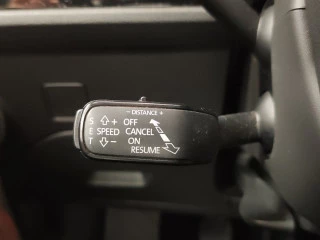 - DISTANCE +
S + OFF
E SPEED CANCEL
T - ON
RESUME